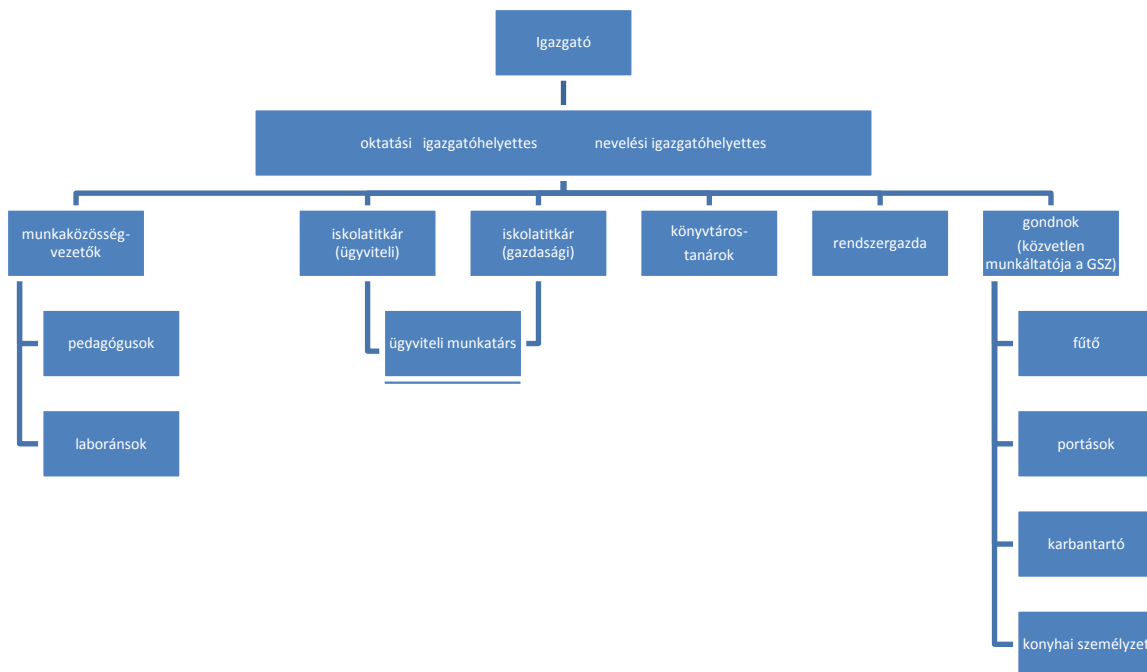 Igazgató
oktatási igazgatóhelyettes nevelési igazgatóhelyettes
munkaközösség-
vezetők
iskolatitkár
(ügyviteli)
iskolatitkár
(gazdasági)
könyvtáros-
tanárok
rendszergazda
gondnok
(közvetlen
munkáltatója a GSZ)
pedagógusok
ügyviteli munkatárs
fűtő
laboránsok
portások
karbantartó
konyhai személyzet